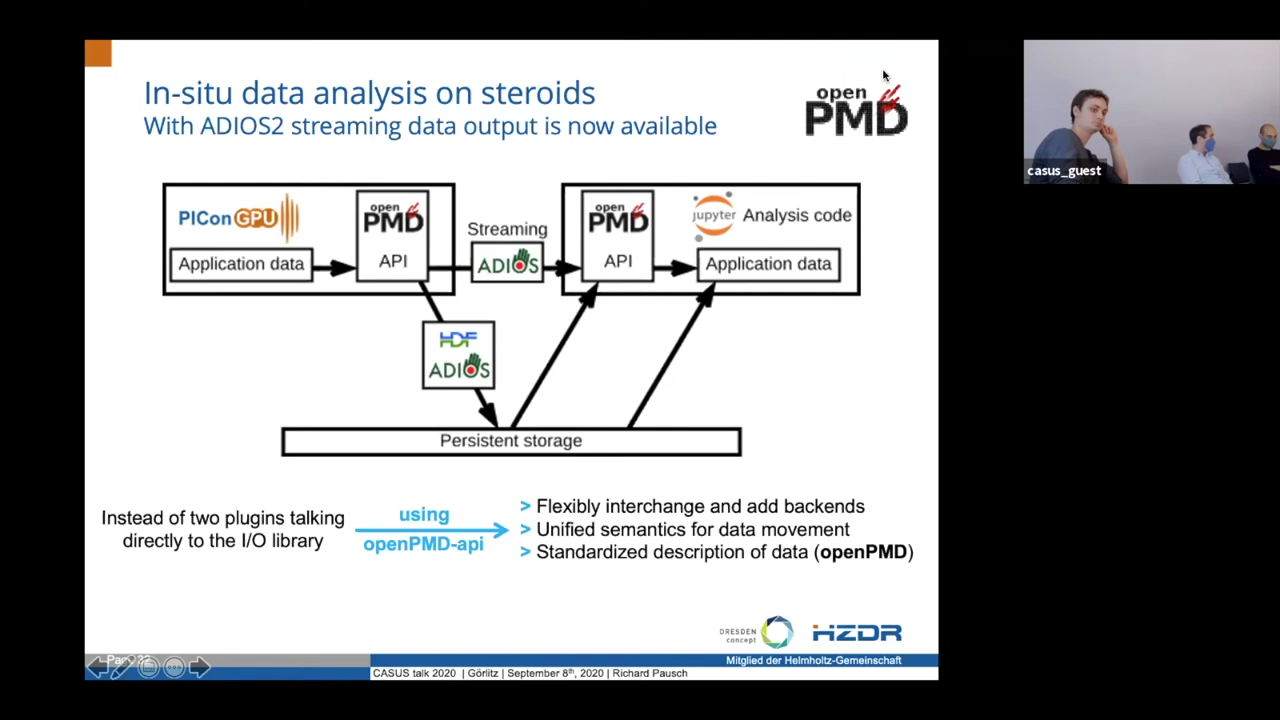 In-situ data analysis on steroids
With ADIOS2 streaming data output is now available
open
PMD
casus_guest
PIConGPU
open
PMD
API
Application data
Streaming
ADIOS
open
PMD
API
jupyter
Analysis code
Application data
HDF
ADIOS
Persistent storage
Instead of two plugins talking
directly to the I/O library
using
openPMD-api
> Flexibly interchange and add backends
> Unified semantics for data movement
> Standardized description of data (openPMD)
DRESDEN
concept
HZDR
Mitglied der Helmholtz-Gemeinschaft
CASUS talk 2020 | Görlitz | September 8th, 2020 | Richard Pausch